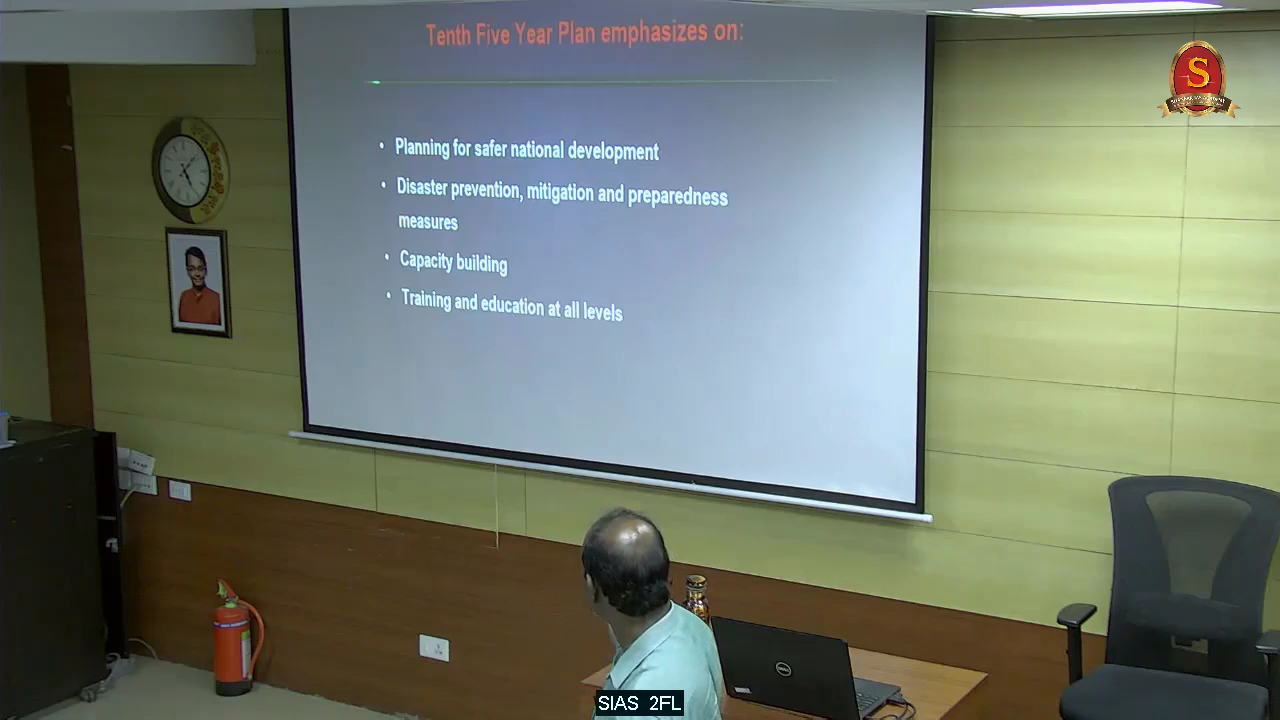 Tenth Five Year Plan emphasizes on:
• Planning for safer national development
• Disaster prevention, mitigation and preparedness
measures
• Capacity building
• Training and education at all levels
S
DELL
SIAS 2FL